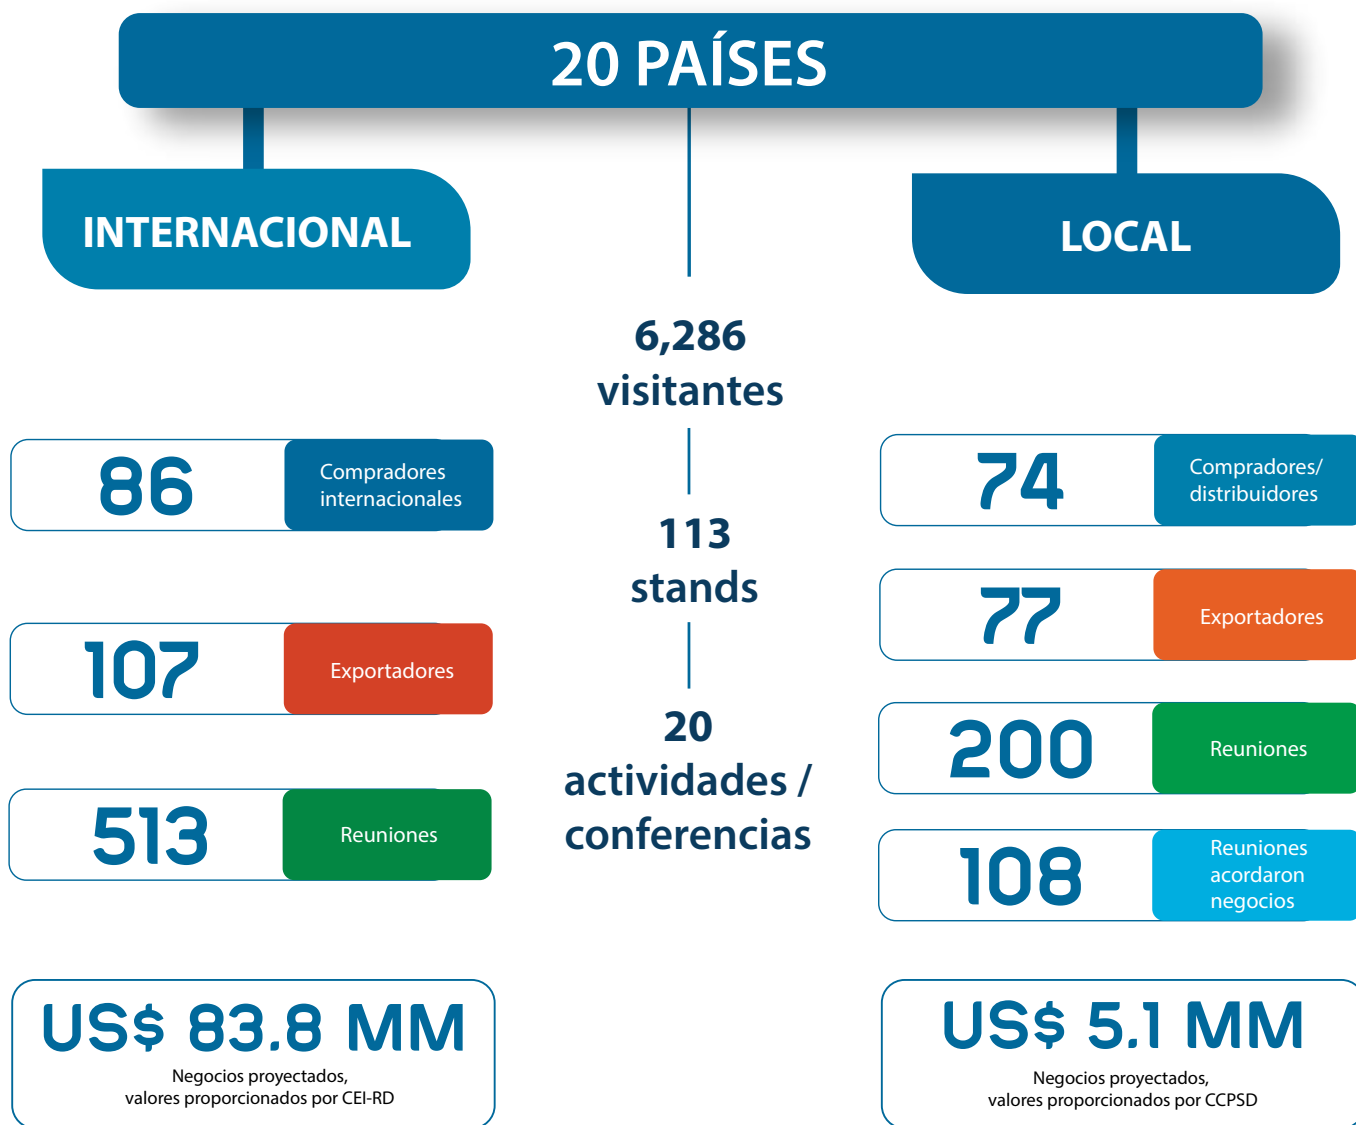 20 PAÍSES
INTERNACIONAL
86
Compradores
internacionales
107
Exportadores
513
Reuniones
US$ 83.8 MM
Negocios proyectados,
valores proporcionados por CEI-RD
6,286
visitantes
113
stands
20
actividades /
conferencias
LOCAL
74
Compradores/
distribuidores
77
Exportadores
200
Reuniones
108
Reuniones
acordaron
negocios
US$ 5.1 MM
Negocios proyectados,
valores proporcionados por CCPSD